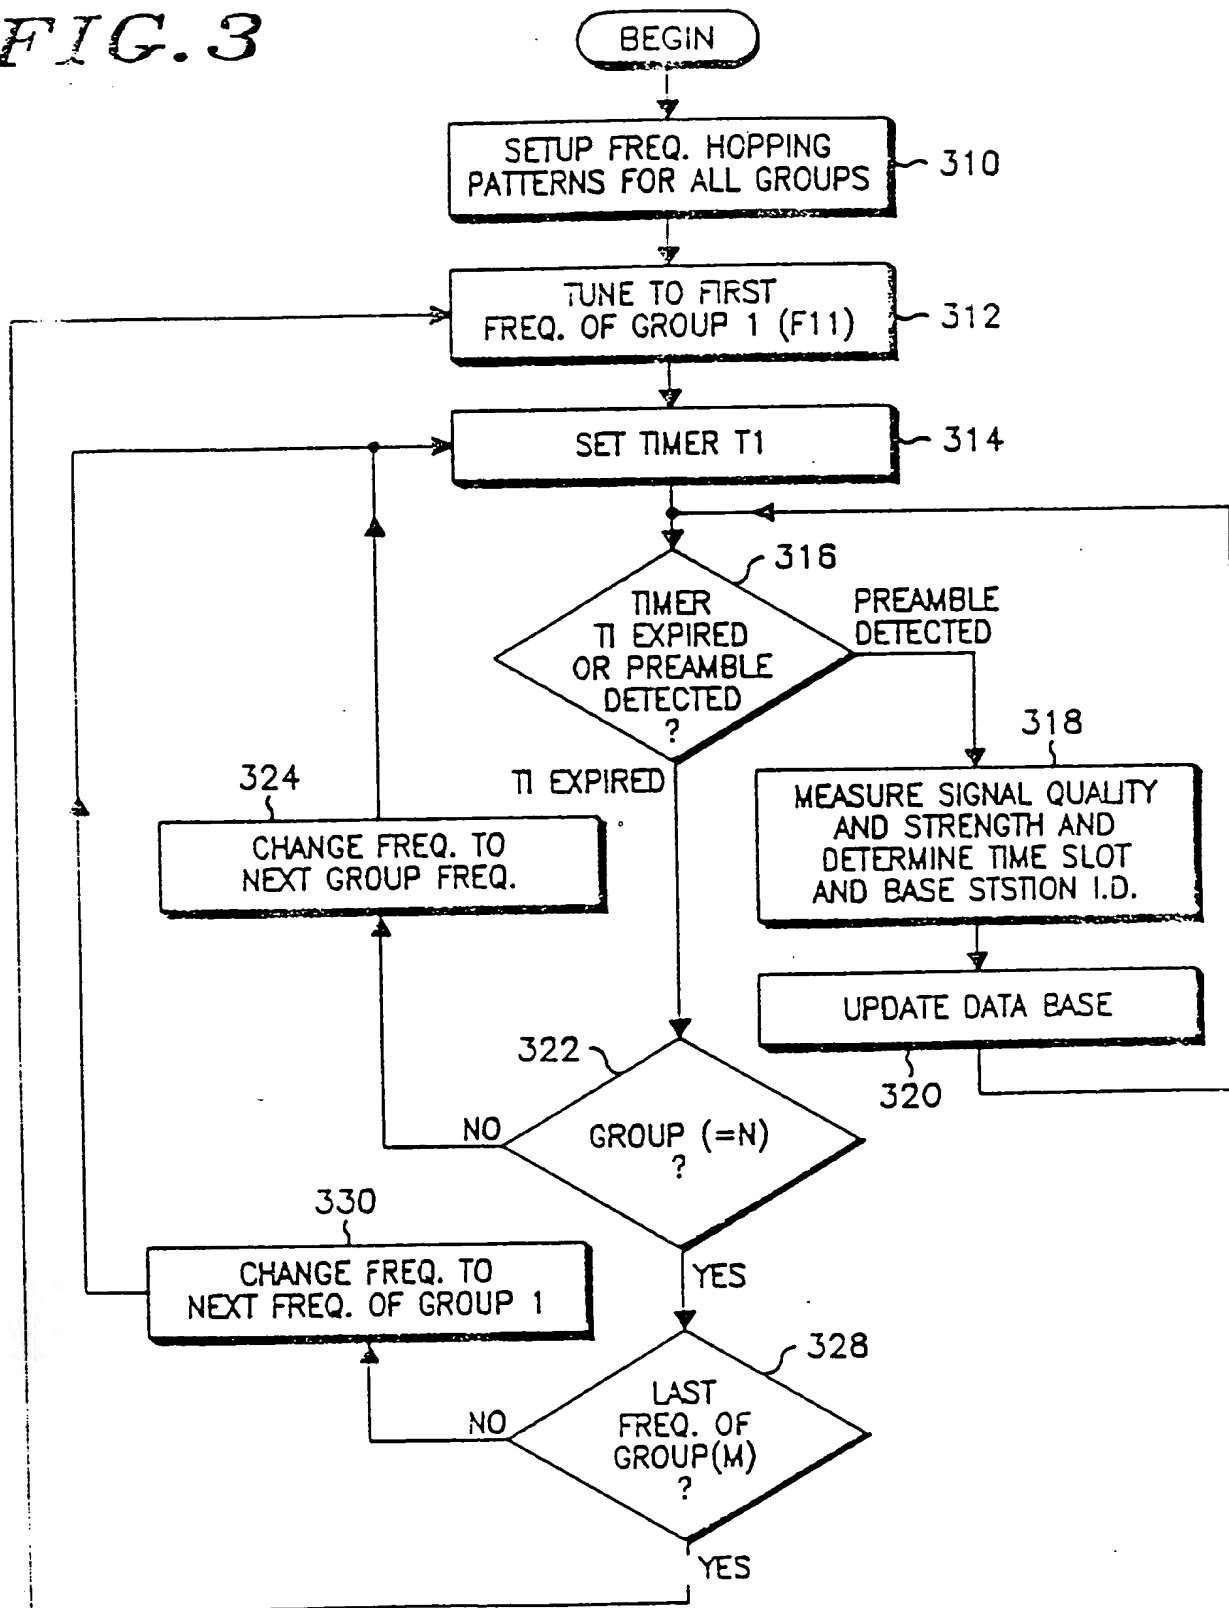 FIG. 3
BEGIN
SETUP FREQ. HOPPING
PATTERNS FOR ALL GROUPS
310
TUNE TO FIRST
FREQ. OF GROUP 1 (F11)
312
SET TIMER T1
314
316
TIMER
T1 EXPIRED
OR PREAMBLE
DETECTED
?
PREAMBLE
DETECTED
T1 EXPIRED
318
MEASURE SIGNAL QUALITY
AND STRENGTH AND
DETERMINE TIME SLOT
AND BASE STSTION I.D.
324
CHANGE FREQ. TO
NEXT GROUP FREQ.
UPDATE DATA BASE
320
322
GROUP (=N)
?
NO
YES
330
CHANGE FREQ. TO
NEXT FREQ. OF GROUP 1
328
LAST
FREQ. OF
GROUP(M)
?
NO
YES